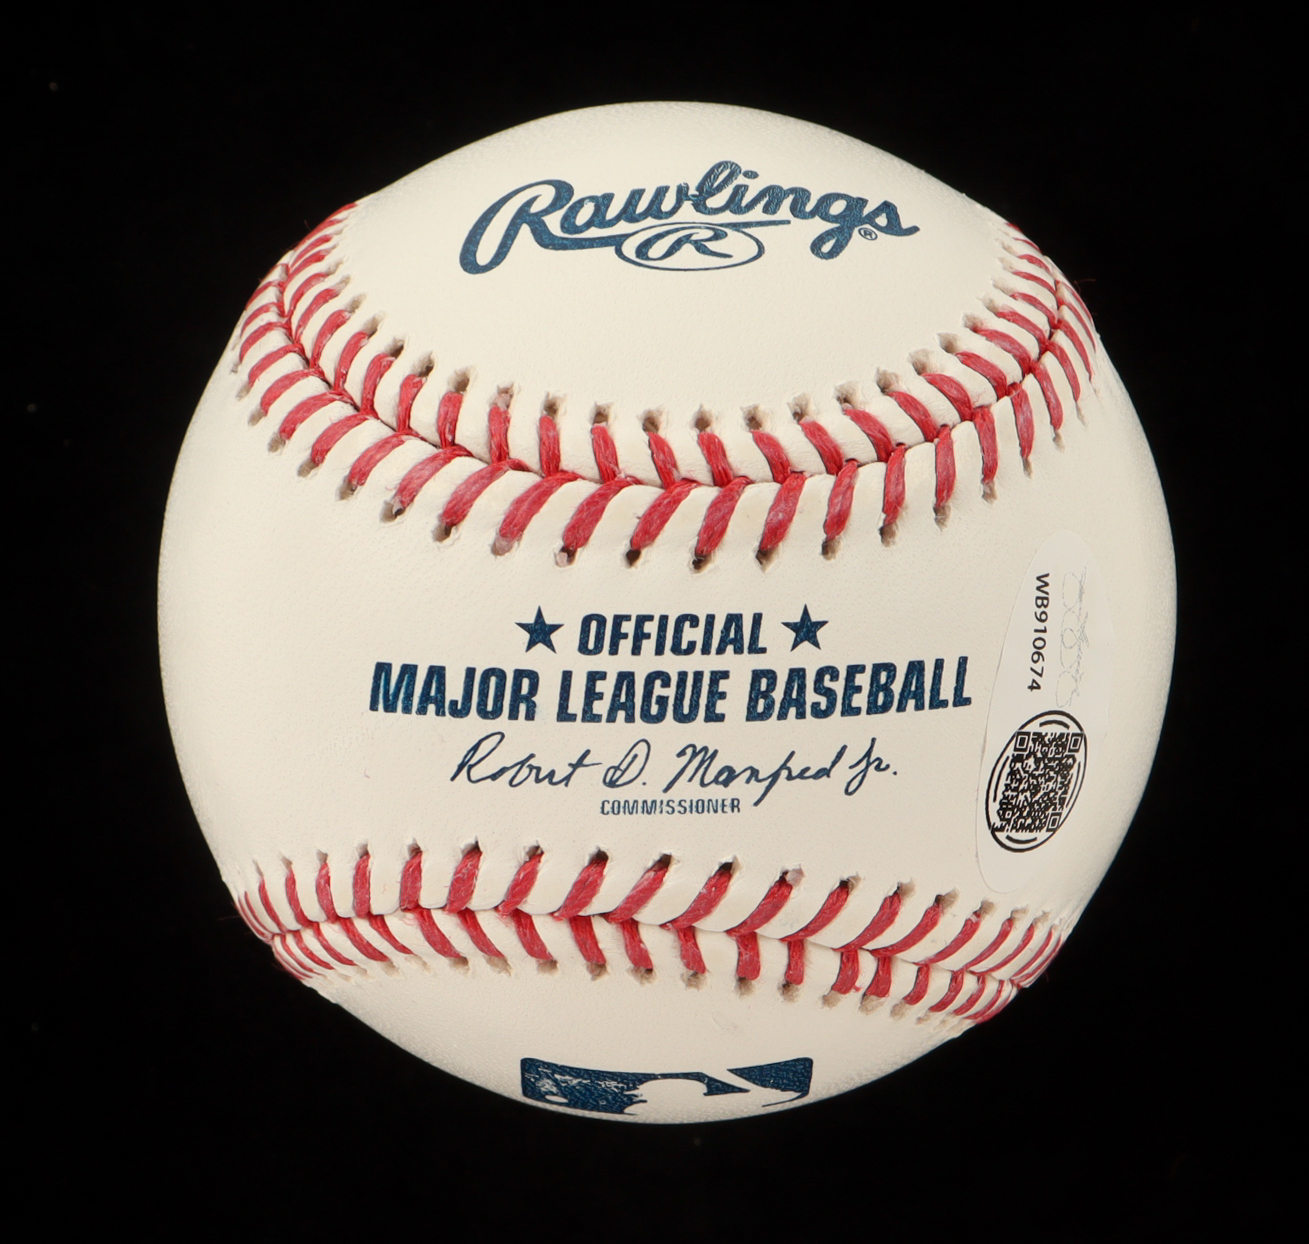 Rawlings
R ®
★ OFFICIAL ★
MAJOR LEAGUE BASEBALL
Robert D. Manfred Jr.
COMMISSIONER
WB910674